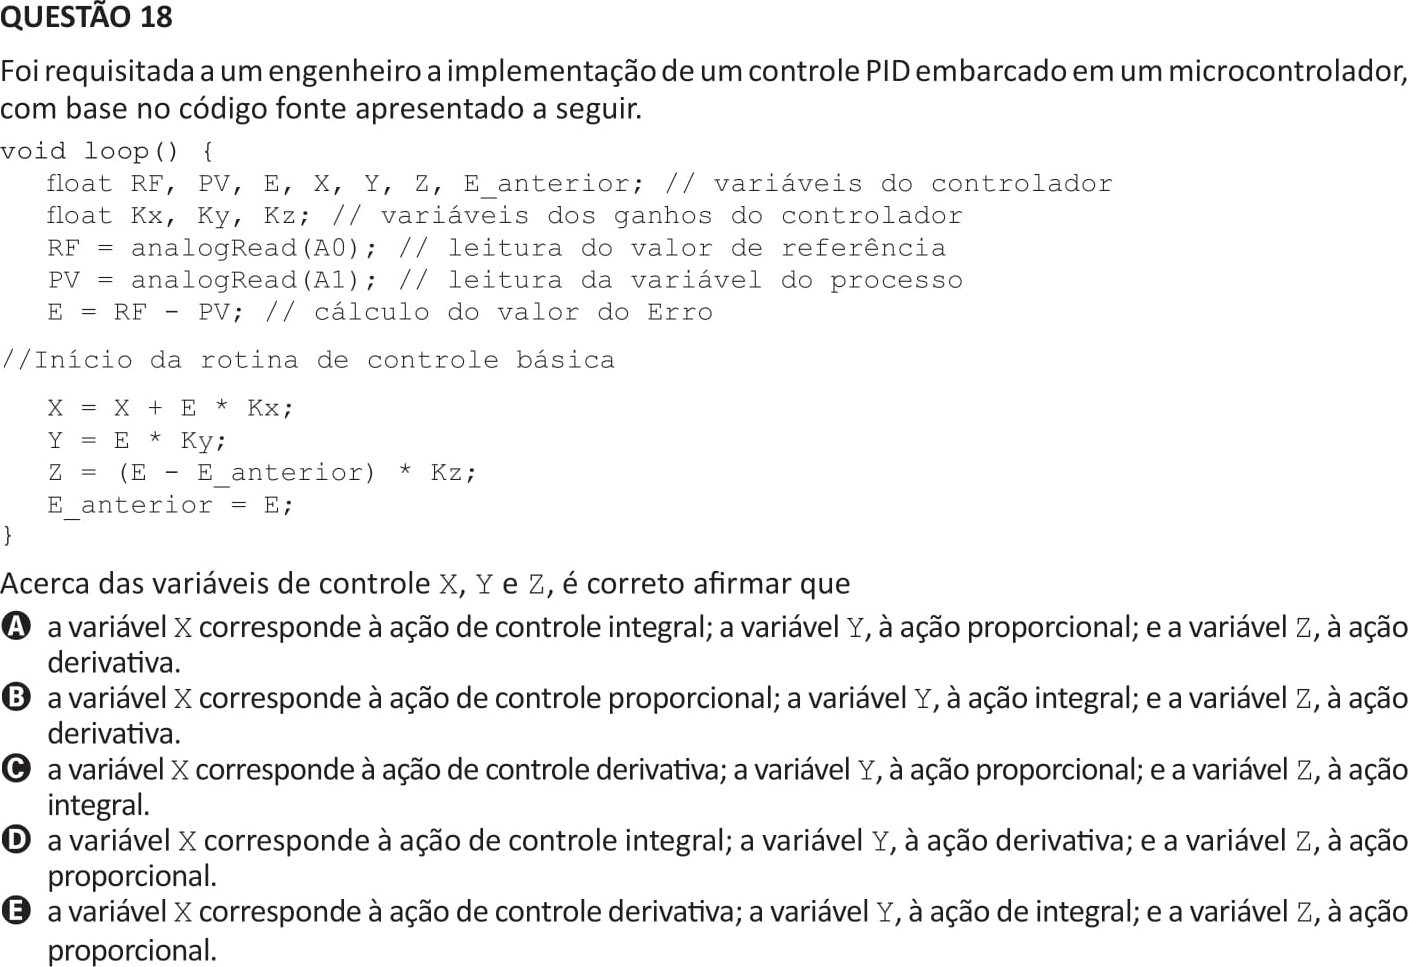 QUESTÃO 18
Foi requisitada a um engenheiro a implementação de um controle PID embarcado em um microcontrolador,
com base no código fonte apresentado a seguir.
void loop() {
float RF, PV, E, X, Y, Z, E_anterior; // variáveis do controlador
float Kx, Ky, Kz; // variáveis dos ganhos do controlador
RF = analogRead(A0); // leitura do valor de referência
PV = analogRead(A1); // leitura da variável do processo
E = RF - PV; // cálculo do valor do Erro
//Início da rotina de controle básica
X = X + E * Kx;
Y = E * Ky;
Z = (E - E_anterior) * Kz;
E_anterior = E;
}
Acerca das variáveis de controle X, Y e Z, é correto afirmar que
A a variável X corresponde à ação de controle integral; a variável Y, à ação proporcional; e a variável Z, à ação
derivativa.
B a variável X corresponde à ação de controle proporcional; a variável Y, à ação integral; e a variável Z, à ação
derivativa.
C a variável X corresponde à ação de controle derivativa; a variável Y, à ação proporcional; e a variável Z, à ação
integral.
D a variável X corresponde à ação de controle integral; a variável Y, à ação derivativa; e a variável Z, à ação
proporcional.
E a variável X corresponde à ação de controle derivativa; a variável Y, à ação de integral; e a variável Z, à ação
proporcional.